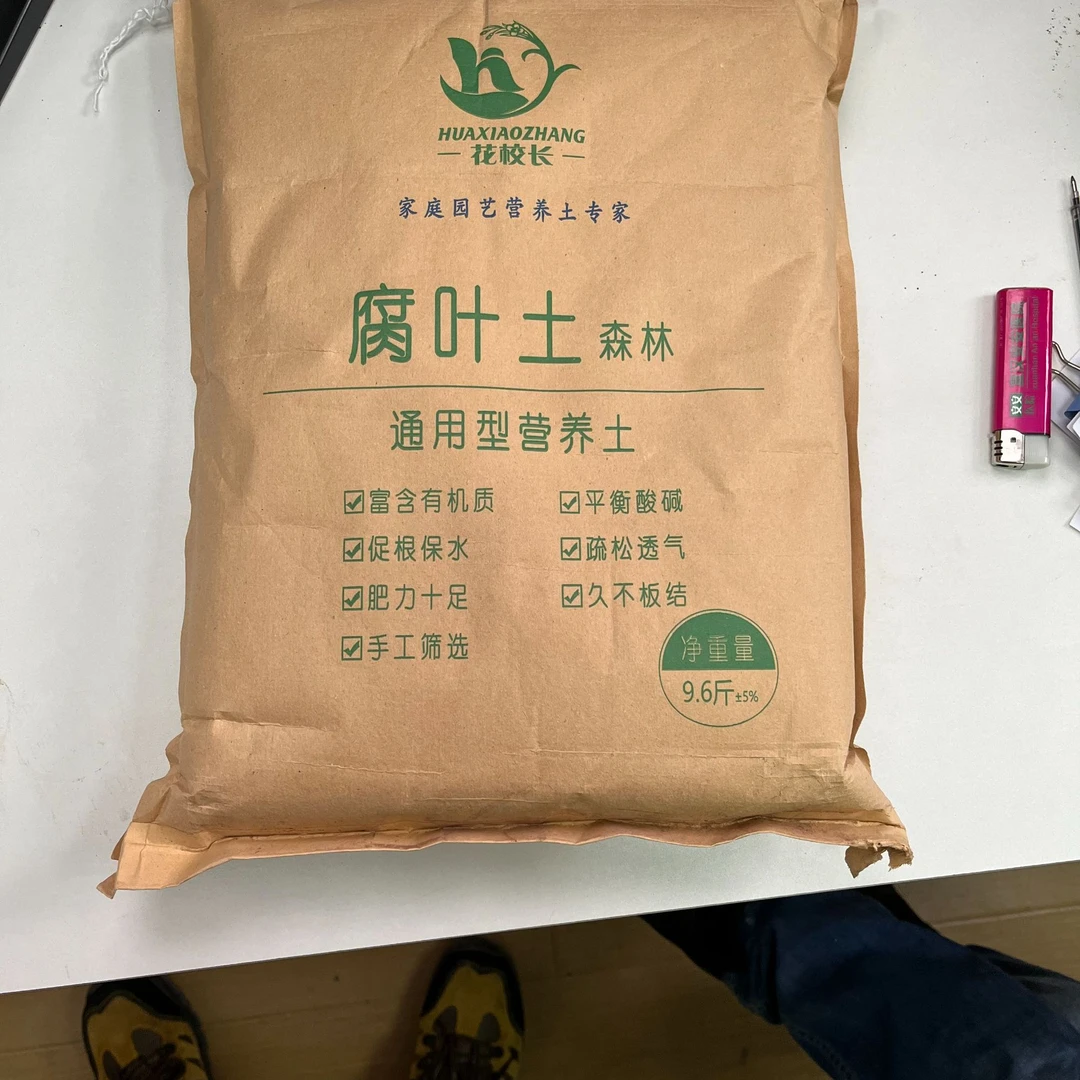 HUAXIAOZHANG
花校长
家庭园艺营养土专家
腐叶土 森林
通用型营养土
富含有机质
平衡酸碱
促根保水
疏松透气
肥力十足
久不板结
手工筛选
净重量
9.6斤±5%